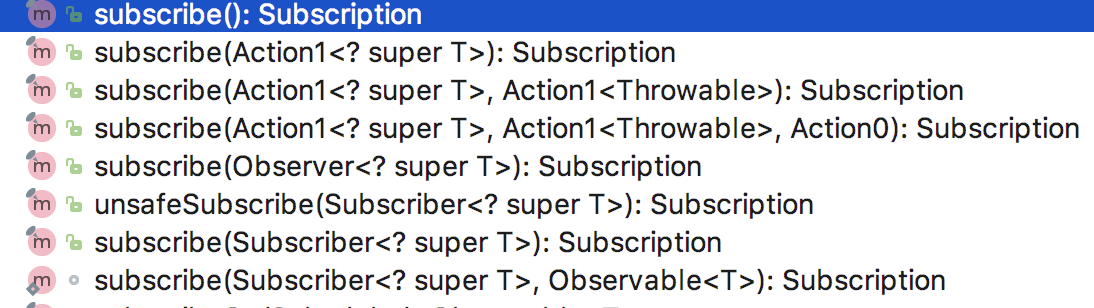 m subscribe(): Subscription
m subscribe(Action1<? super T>): Subscription
m subscribe(Action1<? super T>, Action1<Throwable>): Subscription
m subscribe(Action1<? super T>, Action1<Throwable>, Action0): Subscription
m subscribe(Observer<? super T>): Subscription
m unsafeSubscribe(Subscriber<? super T>): Subscription
m subscribe(Subscriber<? super T>): Subscription
m subscribe(Subscriber<? super T>, Observable<T>): Subscription